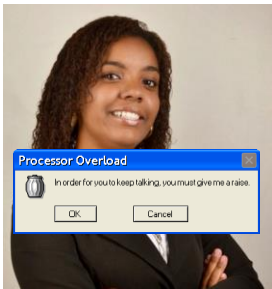 Processor Overload
In order for you to keep talking, you must give me a raise.
OK
Cancel